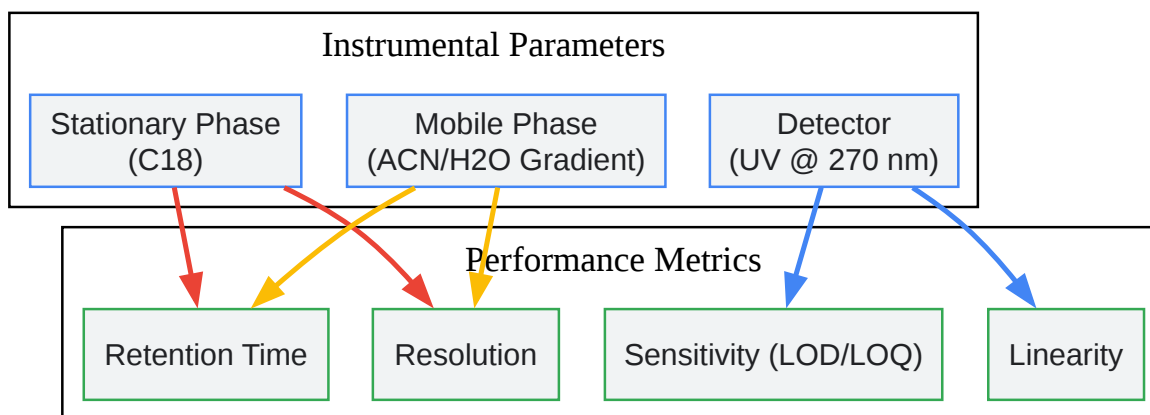 Instrumental Parameters
Stationary Phase
(C18)
Mobile Phase
(ACN/H2O Gradient)
Detector
(UV @ 270 nm)
Performance Metrics
Retention Time
Resolution
Sensitivity (LOD/LOQ)
Linearity